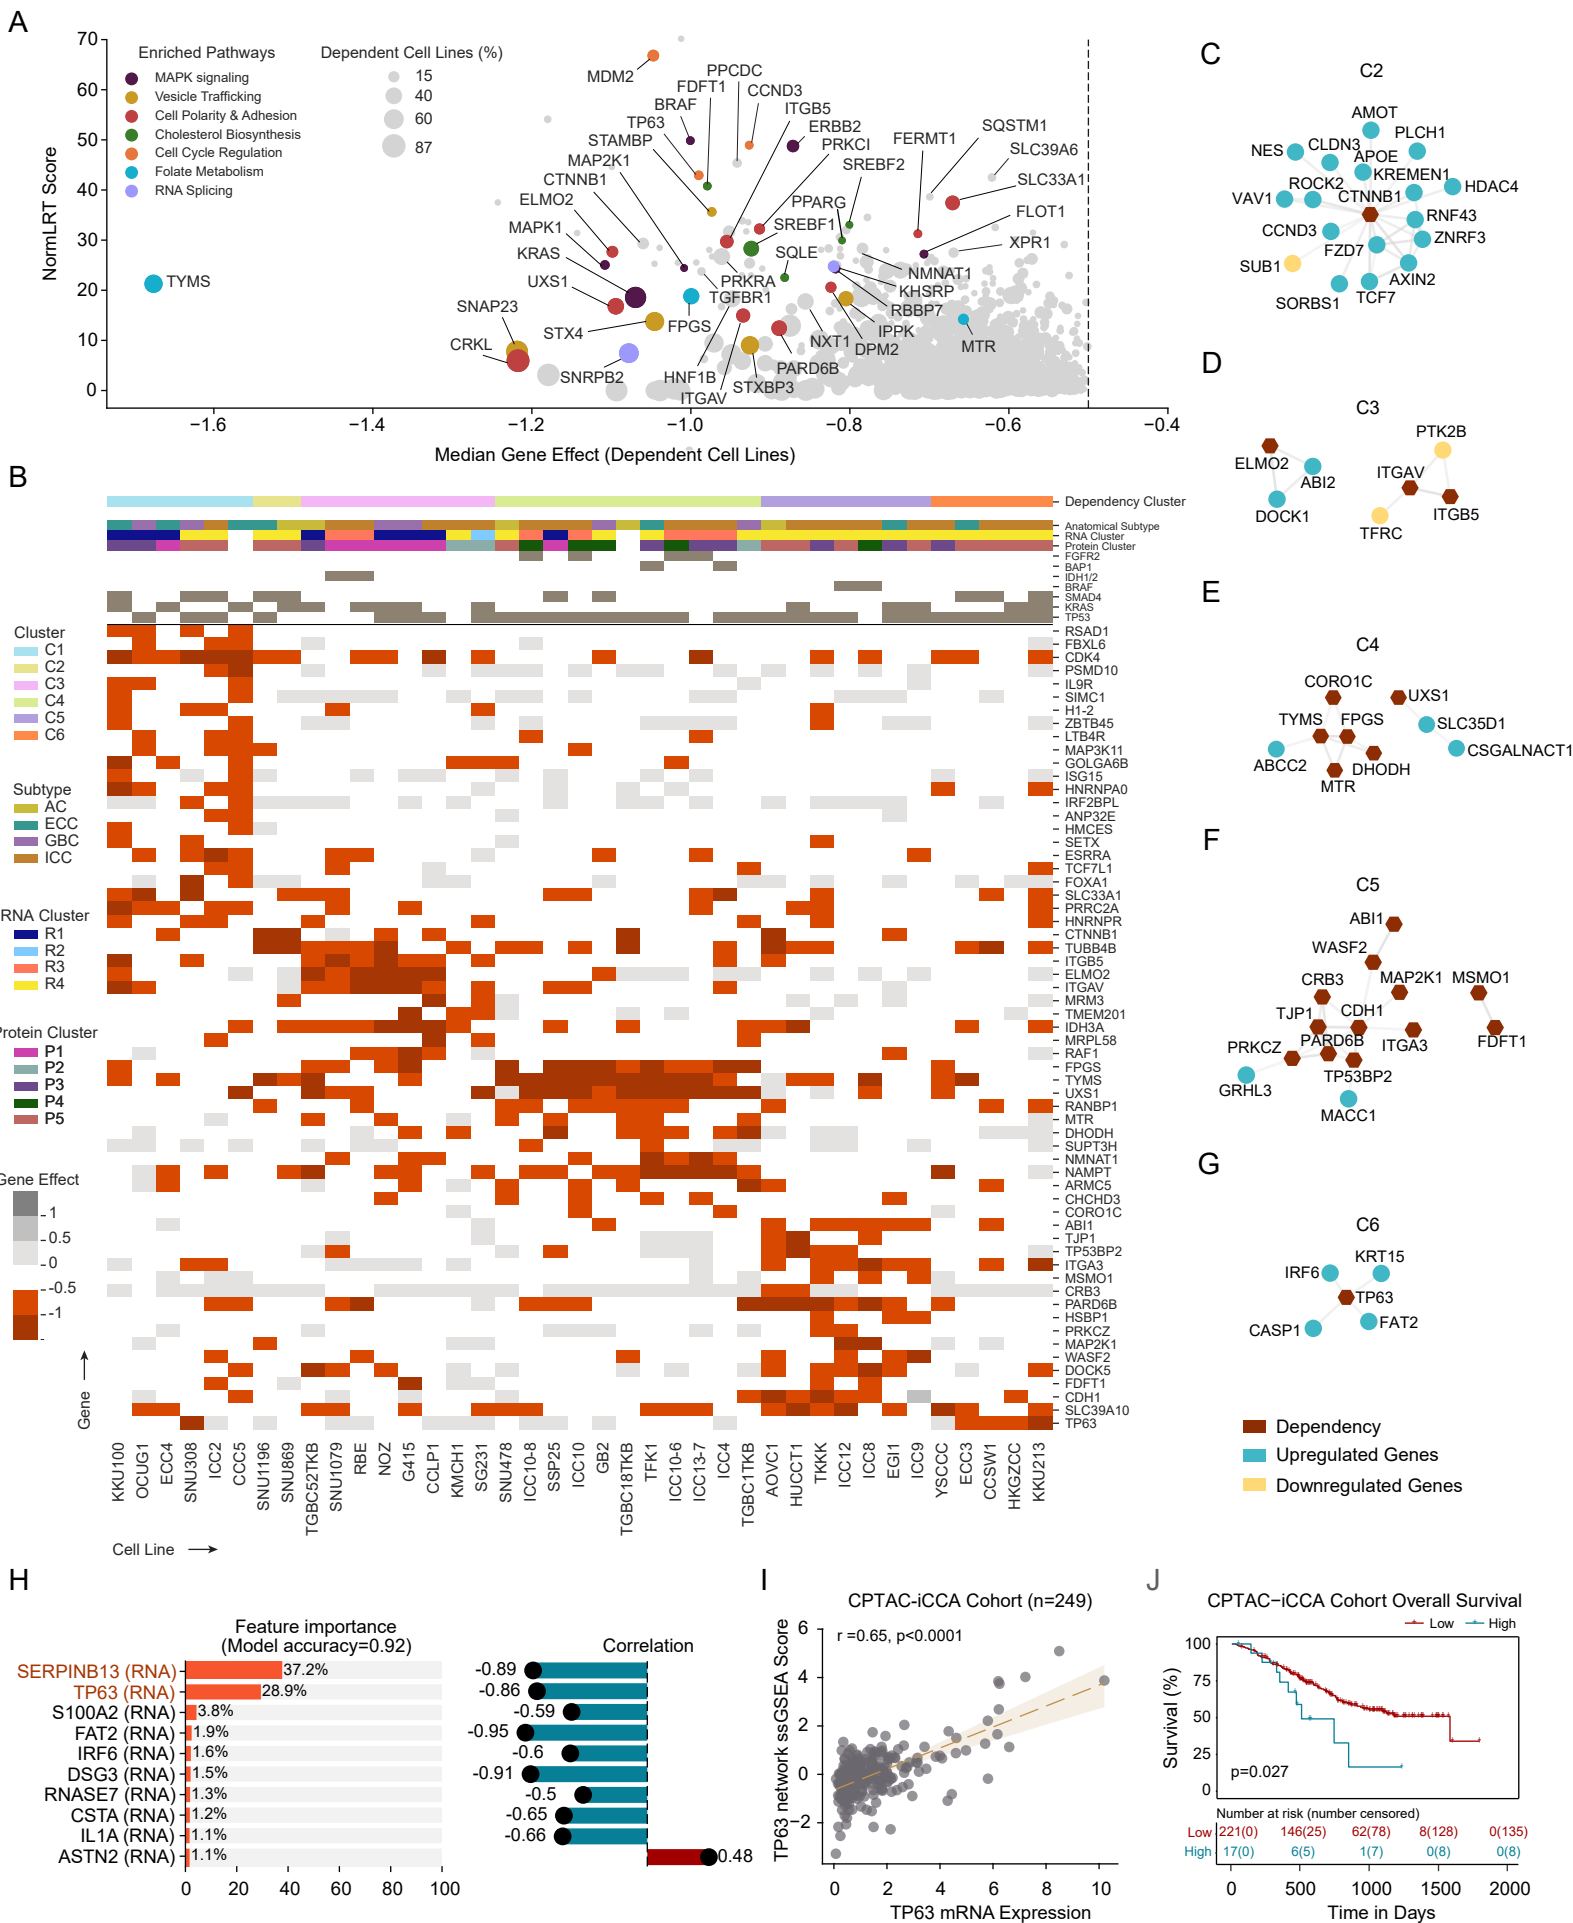 A
NormLRT Score
70
60
50
40
30
20
10
0
Enriched Pathways
MAPK signaling
Vesicle Trafficking
Cell Polarity & Adhesion
Cholesterol Biosynthesis
Cell Cycle Regulation
Folate Metabolism
RNA Splicing
Dependent Cell Lines (%)
15
40
60
87
MDM2
PPCDC
FDFT1
CCND3
BRAF
ITGB5
TP63
ERBB2
STAMBP
PRKCI
MAP2K1
SREBF2
CTNNB1
ELMO2
MAPK1
KRAS
UXS1
SNAP23
CRKL
TYMS
STX4
SNRPB2
FPGS
PRKRA
TGFBR1
HNF1B
ITGAV
STXBP3
PARD6B
NXT1
DPM2
IPPK
RBBP7
KHSRP
NMNAT1
MTR
SQLE
SREBF1
PPARG
FERMT1
SQSTM1
SLC39A6
SLC33A1
FLOT1
XPR1
−1.6
−1.4
−1.2
−1.0
−0.8
−0.6
−0.4
Median Gene Effect (Dependent Cell Lines)
B
Dependency Cluster
Anatomical Subtype
RNA Cluster
Protein Cluster
FGFR2
BAP1
IDH1/2
BRAF
SMAD4
KRAS
TP53
RSAD1
FBXL6
CDK4
PSMD10
IL9R
SIMC1
H1-2
ZBTB45
LTB4R
MAP3K11
GOLGA6B
ISG15
HNRNPA0
IRF2BPL
ANP32E
HMCES
SETX
ESRRA
TCF7L1
FOXA1
SLC33A1
PRRC2A
HNRNPR
CTNNB1
TUBB4B
ITGB5
ELMO2
ITGAV
MRM3
TMEM201
IDH3A
MRPL58
RAF1
FPGS
TYMS
UXS1
RANBP1
MTR
DHODH
SUPT3H
NMNAT1
NAMPT
ARMC5
CHCHD3
CORO1C
ABI1
TJP1
TP53BP2
ITGA3
MSMO1
CRB3
PARD6B
HSBP1
PRKCZ
MAP2K1
WASF2
DOCK5
FDFT1
CDH1
SLC39A10
TP63
Cluster
C1
C2
C3
C4
C5
C6
Subtype
AC
ECC
GBC
ICC
RNA Cluster
R1
R2
R3
R4
Protein Cluster
P1
P2
P3
P4
P5
Gene Effect
1
0.5
0
-0.5
-1
Gene
KKU100
OCUG1
ECC4
SNU308
ICC2
CCC5
SNU1196
SNU869
TGBC52TKB
SNU1079
RBE
NOZ
G415
CCLP1
KMCH1
SG231
SNU478
ICC10-8
SSP25
ICC10
GB2
TGBC18TKB
TFK1
ICC10-6
ICC13-7
ICC4
TGBC1TKB
AOVC1
HUCCT1
TKKK
ICC12
ICC8
EGI1
ICC9
YSCCC
ECC3
CCSW1
HKGZCC
KKU213
Cell Line
C
C2
AMOT
PLCH1
CLDN3
NES
APOE
KREMEN1
ROCK2
HDAC4
VAV1
CTNNB1
RNF43
CCND3
ZNRF3
FZD7
SUB1
AXIN2
SORBS1
TCF7
D
C3
ELMO2
ABI2
DOCK1
PTK2B
ITGAV
ITGB5
TFRC
E
C4
CORO1C
UXS1
TYMS
FPGS
SLC35D1
ABCC2
CSGALNACT1
DHODH
MTR
F
C5
ABI1
WASF2
CRB3
MAP2K1
MSMO1
TJP1
CDH1
PARD6B
ITGA3
FDFT1
PRKCZ
TP53BP2
GRHL3
MACC1
G
C6
IRF6
KRT15
TP63
CASP1
FAT2
Dependency
Upregulated Genes
Downregulated Genes
H
Feature importance
(Model accuracy=0.92)
SERPINB13 (RNA)
37.2%
TP63 (RNA)
28.9%
S100A2 (RNA)
3.8%
FAT2 (RNA)
1.9%
IRF6 (RNA)
1.6%
DSG3 (RNA)
1.5%
RNASE7 (RNA)
1.3%
CSTA (RNA)
1.2%
IL1A (RNA)
1.1%
ASTN2 (RNA)
1.1%
0
20
40
60
80
100
Correlation
-0.89
-0.86
-0.59
-0.95
-0.6
-0.91
-0.5
-0.65
-0.66
0.48
I
CPTAC-iCCA Cohort (n=249)
r =0.65, p<0.0001
TP63 network ssGSEA Score
6
4
2
0
−2
0
2
4
6
8
10
TP63 mRNA Expression
J
CPTAC−iCCA Cohort Overall Survival
Low
High
Survival (%)
100
75
50
25
0
p=0.027
Number at risk (number censored)
Low 221(0) 146(25) 62(78) 8(128) 0(135)
High 17(0) 6(5) 1(7) 0(8) 0(8)
0
500
1000
1500
2000
Time in Days